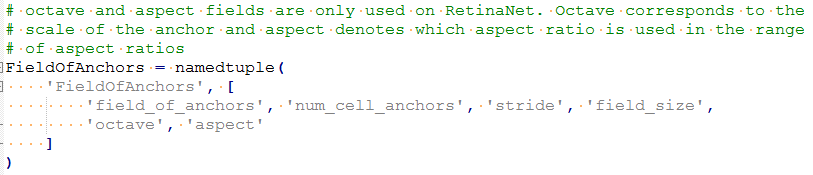 # octave and aspect fields are only used on RetinaNet. Octave corresponds to the
# scale of the anchor and aspect denotes which aspect ratio is used in the range
# of aspect ratios
FieldOfAnchors = namedtuple(
    'FieldOfAnchors', [
        'field_of_anchors', 'num_cell_anchors', 'stride', 'field_size',
        'octave', 'aspect'
    ]
)